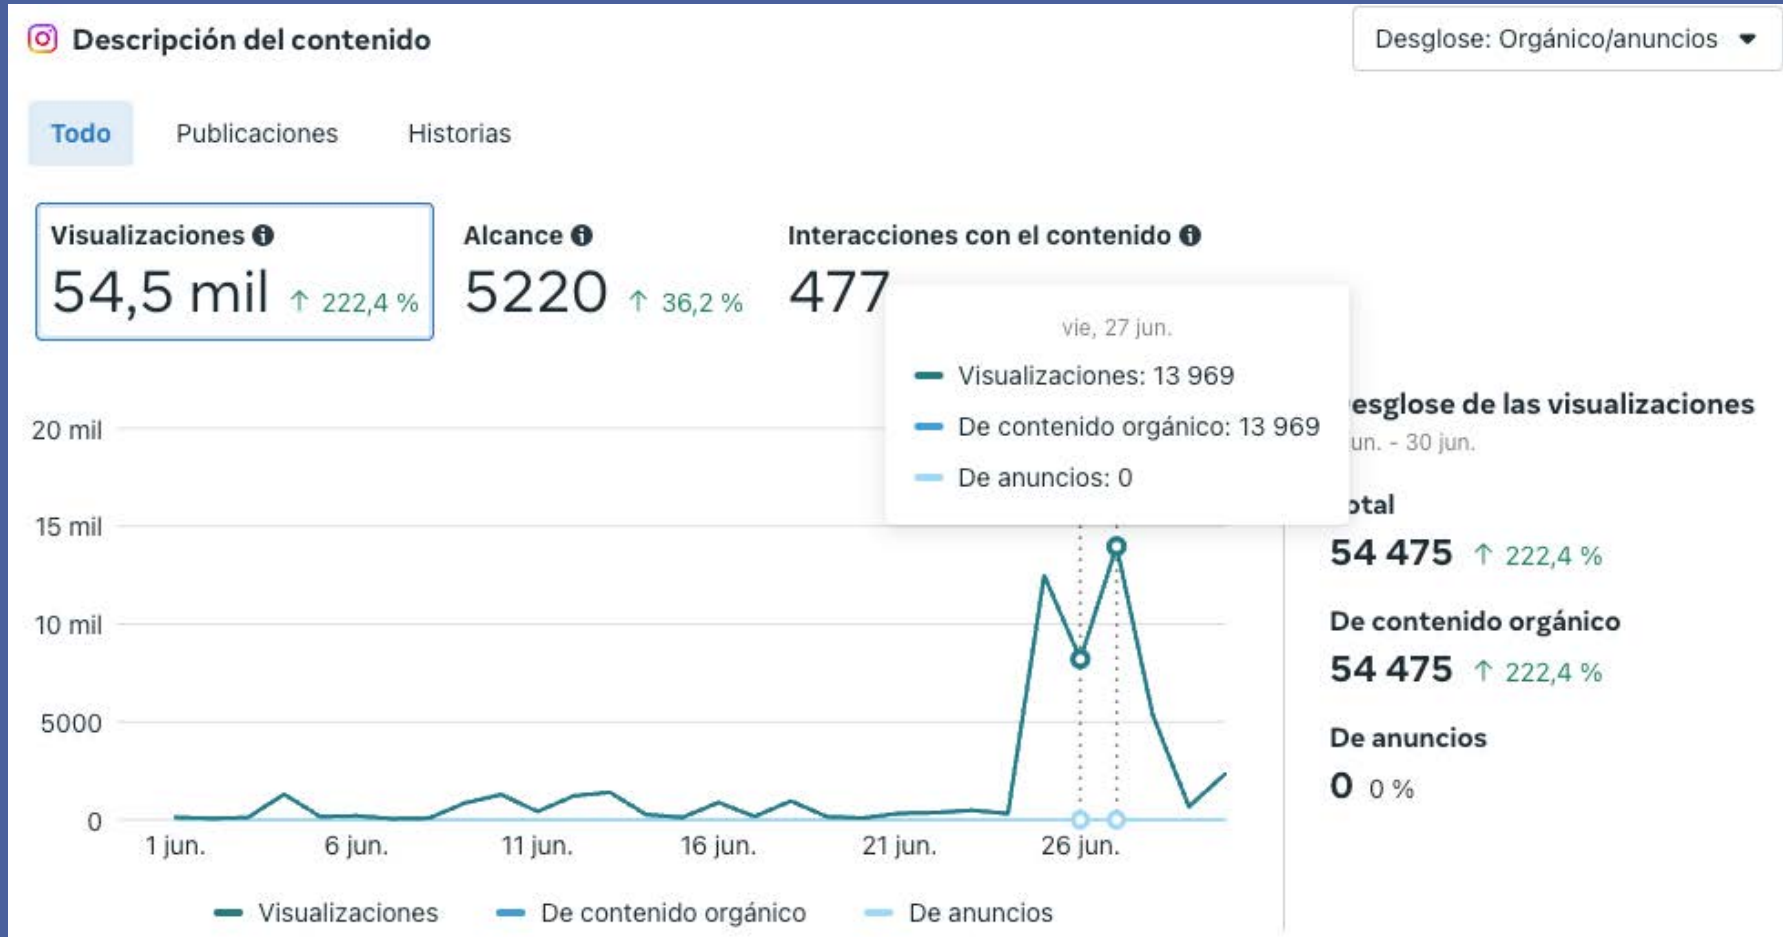 Descripción del contenido
Desglose: Orgánico/anuncios
Todo Publicaciones Historias
Visualizaciones Alcance Interacciones con el contenido
54,5 mil ↑ 222,4 % 5220 ↑ 36,2 % 477
vie, 27 jun.
Visualizaciones: 13 969
De contenido orgánico: 13 969
De anuncios: 0
esglose de las visualizaciones
un. - 30 jun.
otal
54 475 ↑ 222,4 %
De contenido orgánico
54 475 ↑ 222,4 %
De anuncios
0 0 %
20 mil
15 mil
10 mil
5000
0
1 jun. 6 jun. 11 jun. 16 jun. 21 jun. 26 jun.
Visualizaciones De contenido orgánico De anuncios